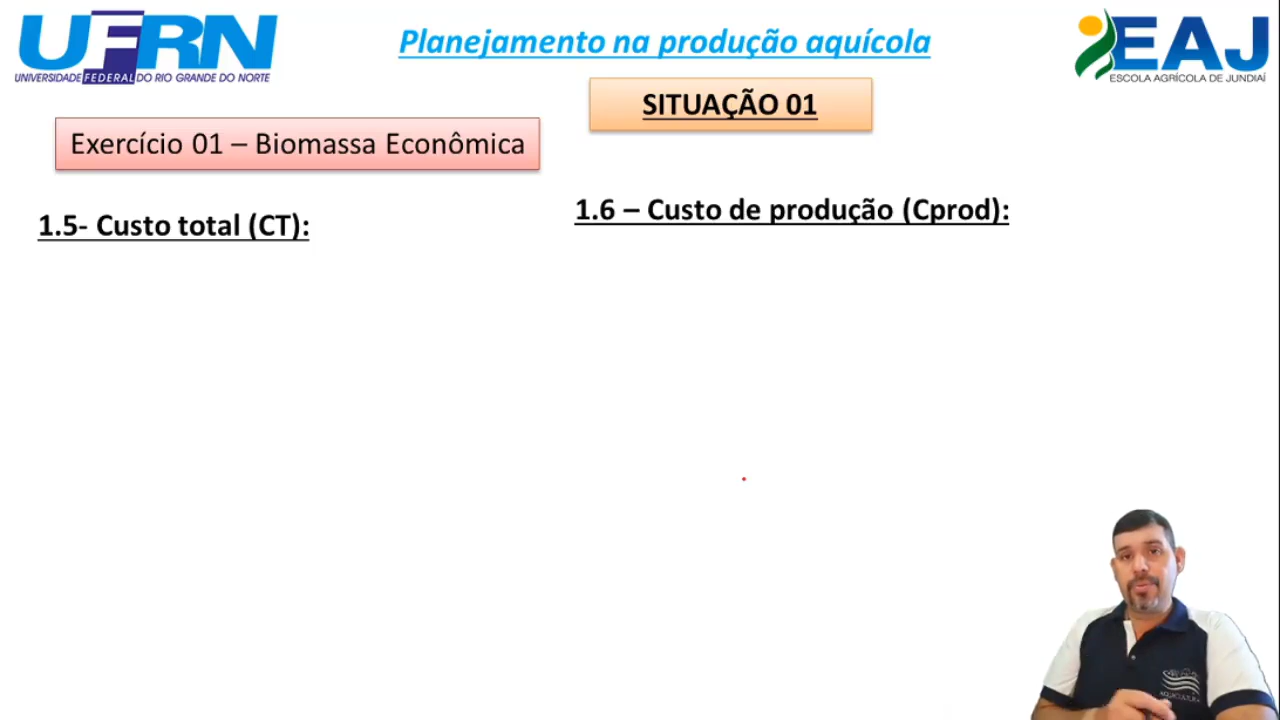 UFRN
UNIVERSIDADE FEDERAL DO RIO GRANDE DO NORTE
Planejamento na produção aquícola
EAJ
ESCOLA AGRÍCOLA DE JUNDIAÍ
SITUAÇÃO 01
Exercício 01 – Biomassa Econômica
1.5- Custo total (CT):
1.6 – Custo de produção (Cprod):
AQUICULTURA